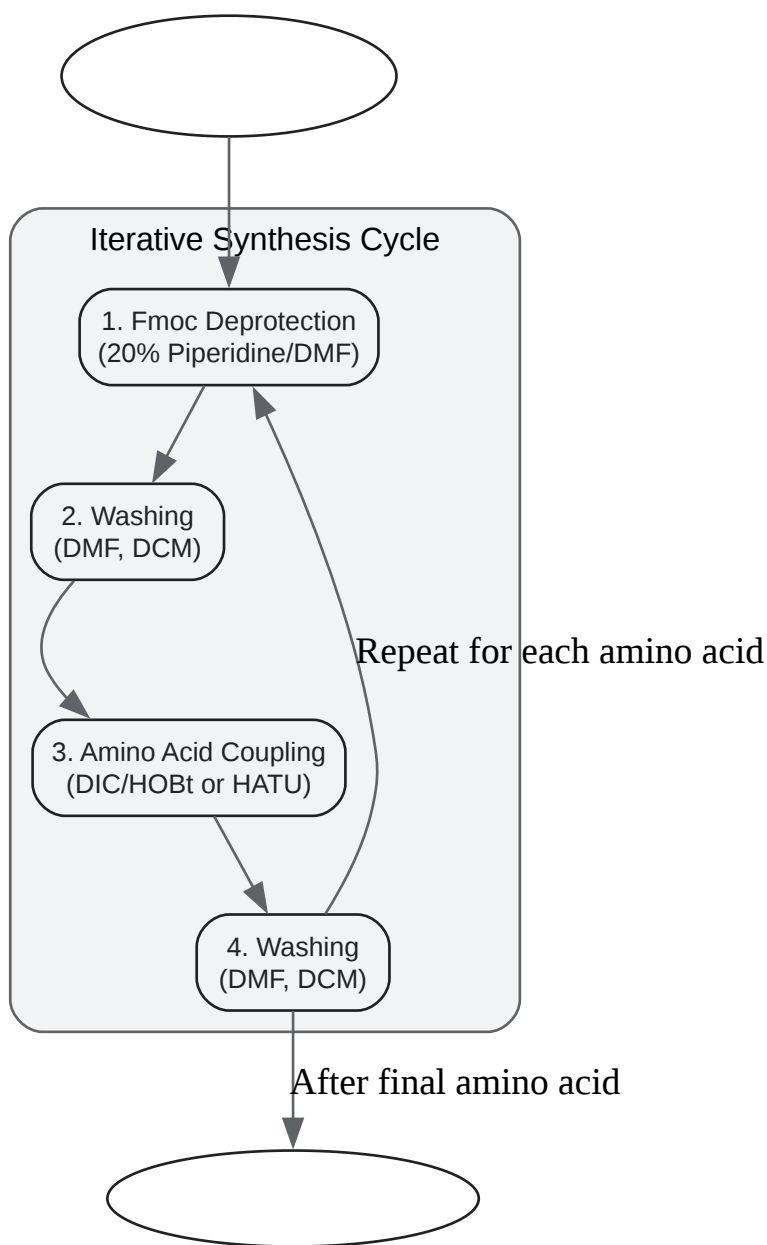 Iterative Synthesis Cycle
1. Fmoc Deprotection
(20% Piperidine/DMF)
2. Washing
(DMF, DCM)
Repeat for each amino acid
3. Amino Acid Coupling
(DIC/HOBt or HATU)
4. Washing
(DMF, DCM)
After final amino acid